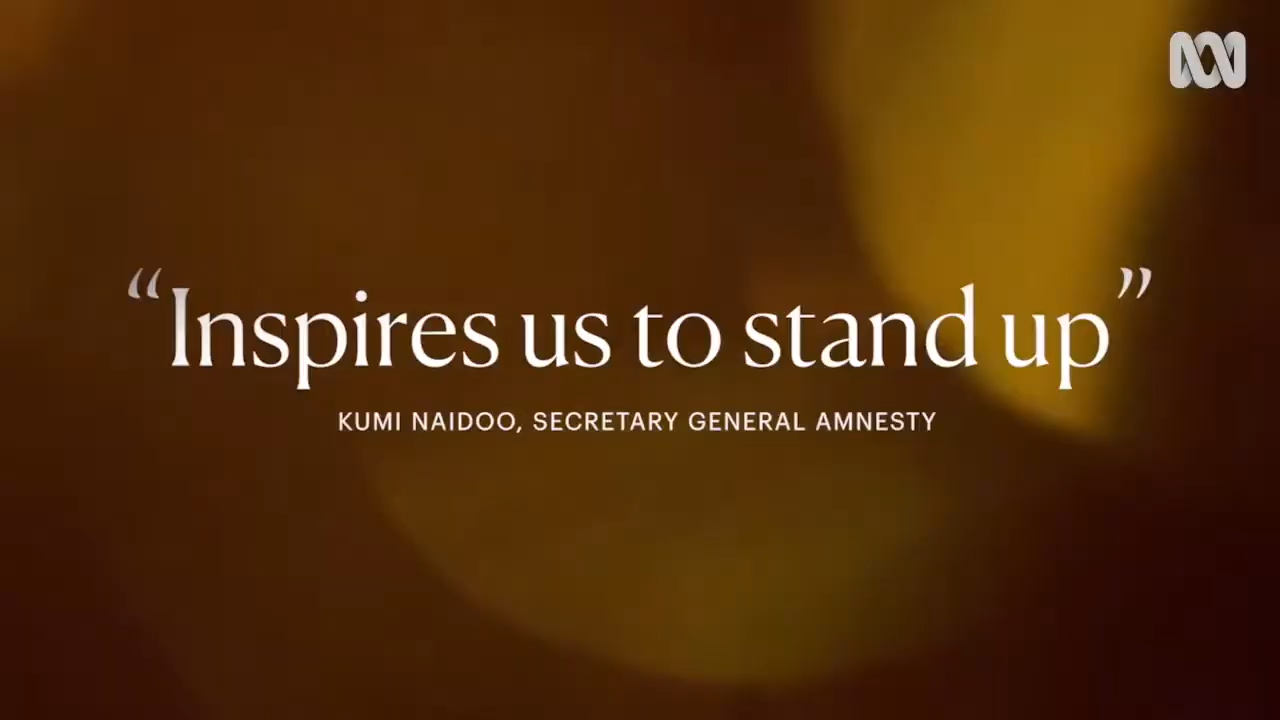 “Inspires us to stand up”
KUMI NAIDOO, SECRETARY GENERAL AMNESTY